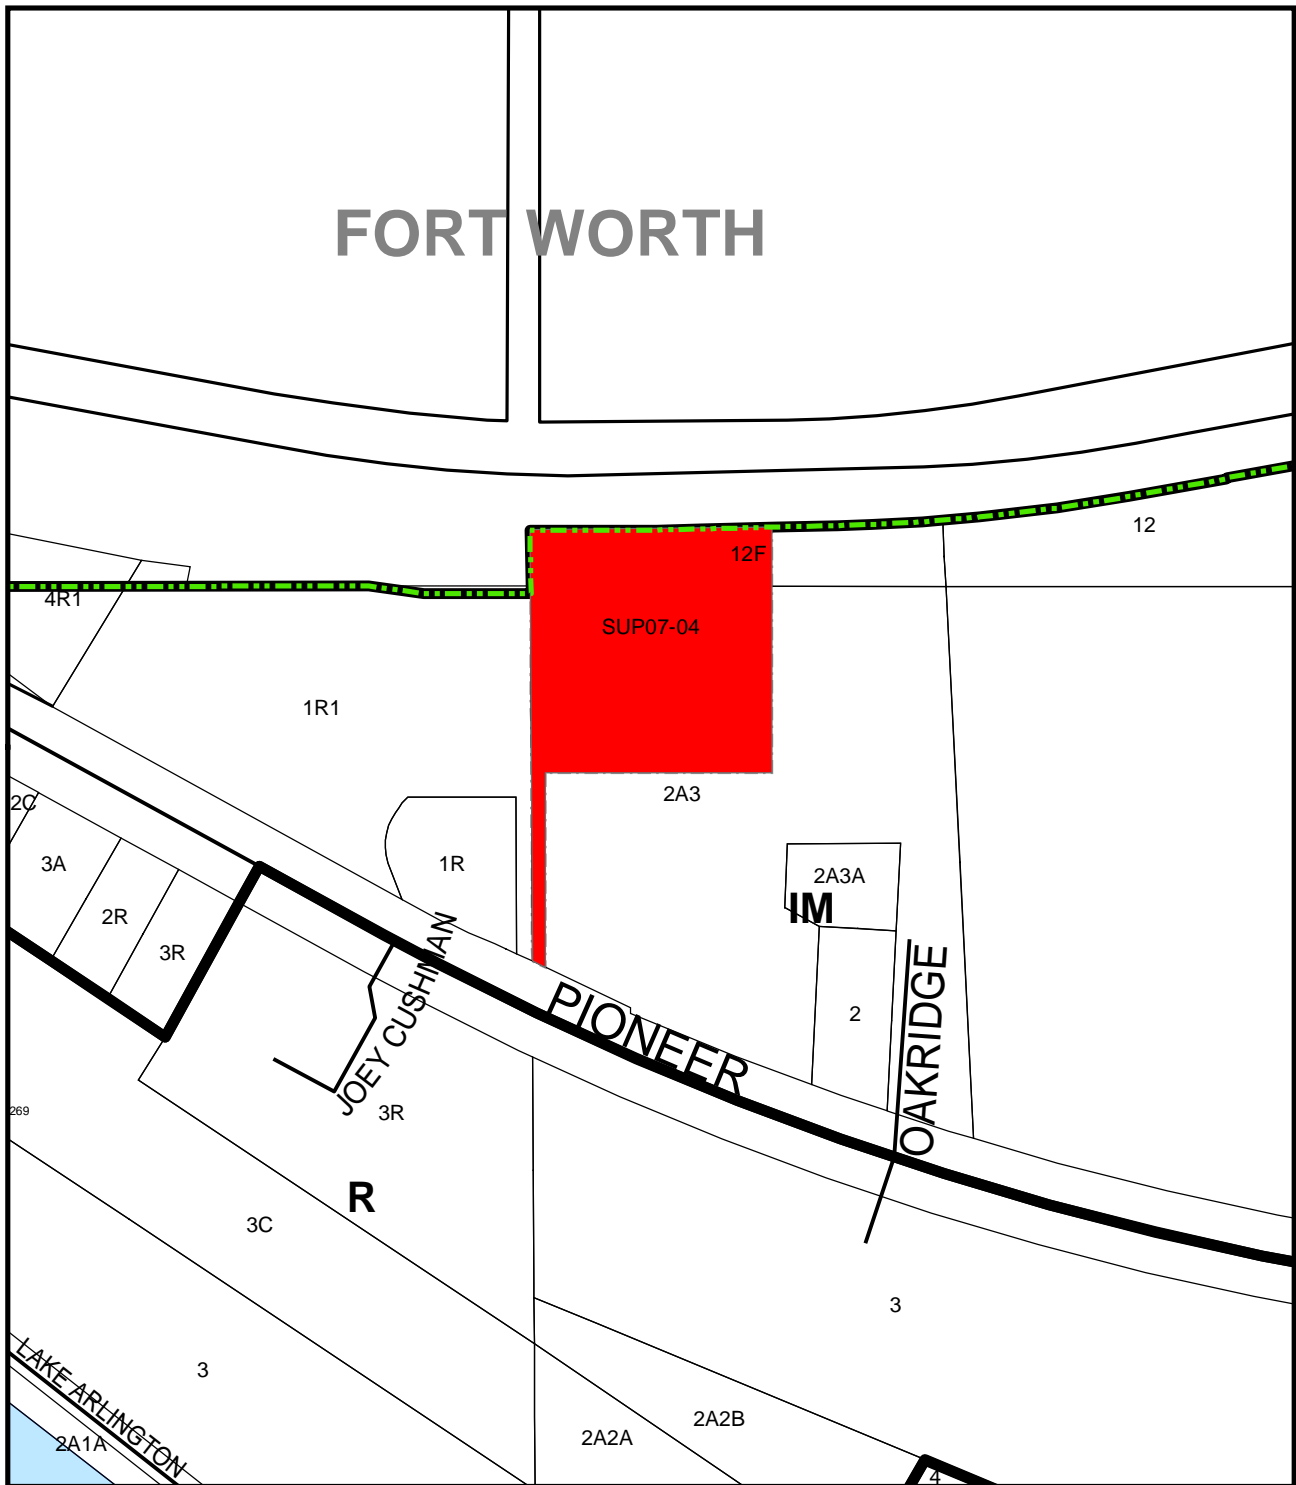 FORT WORTH
12
12F
4R1
SUP07-04
1R1
2A3
2C
3A
1R
2A3A
IM
2R
3R
JOEY CUSHMAN
PIONEER
OAKRIDGE
2
269
3R
R
3C
3
3
LAKE ARLINGTON
2A1A
2A2B
2A2A
4